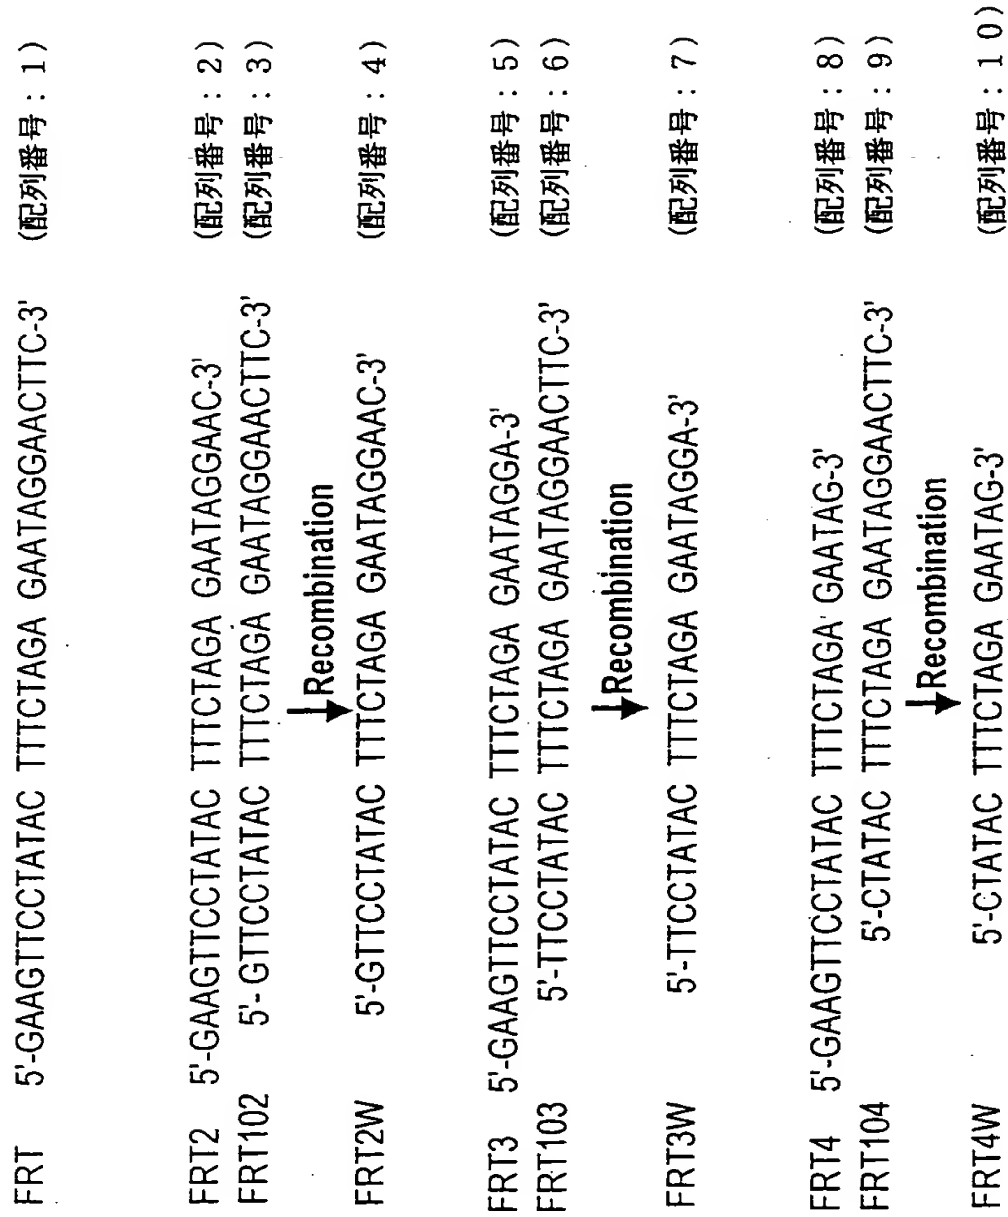 FRT 5'-GAAGTTCCTATAC TTTCTAGA GAATAGGAACTTC-3' (配列番号：1)
FRT2 5'-GAAGTTCCTATAC TTTCTAGA GAATAGGAAC-3' (配列番号：2)
FRT102 5'- GTTCCTATAC TTTCTAGA GAATAGGAACTTC-3' (配列番号：3)
Recombination
FRT2W 5'-GTTCCTATAC TTTCTAGA GAATAGGAAC-3' (配列番号：4)
FRT3 5'-GAAGTTCCTATAC TTTCTAGA GAATAGGA-3' (配列番号：5)
FRT103 5'-TTCCTATAC TTTCTAGA GAATAGGAACTTC-3' (配列番号：6)
Recombination
FRT3W 5'-TTCCTATAC TTTCTAGA GAATAGGA-3' (配列番号：7)
FRT4 5'-GAAGTTCCTATAC TTTCTAGA GAATAG-3' (配列番号：8)
FRT104 5'-CTATAC TTTCTAGA GAATAGGAACTTC-3' (配列番号：9)
Recombination
FRT4W 5'-CTATAC TTTCTAGA GAATAG-3' (配列番号：10)